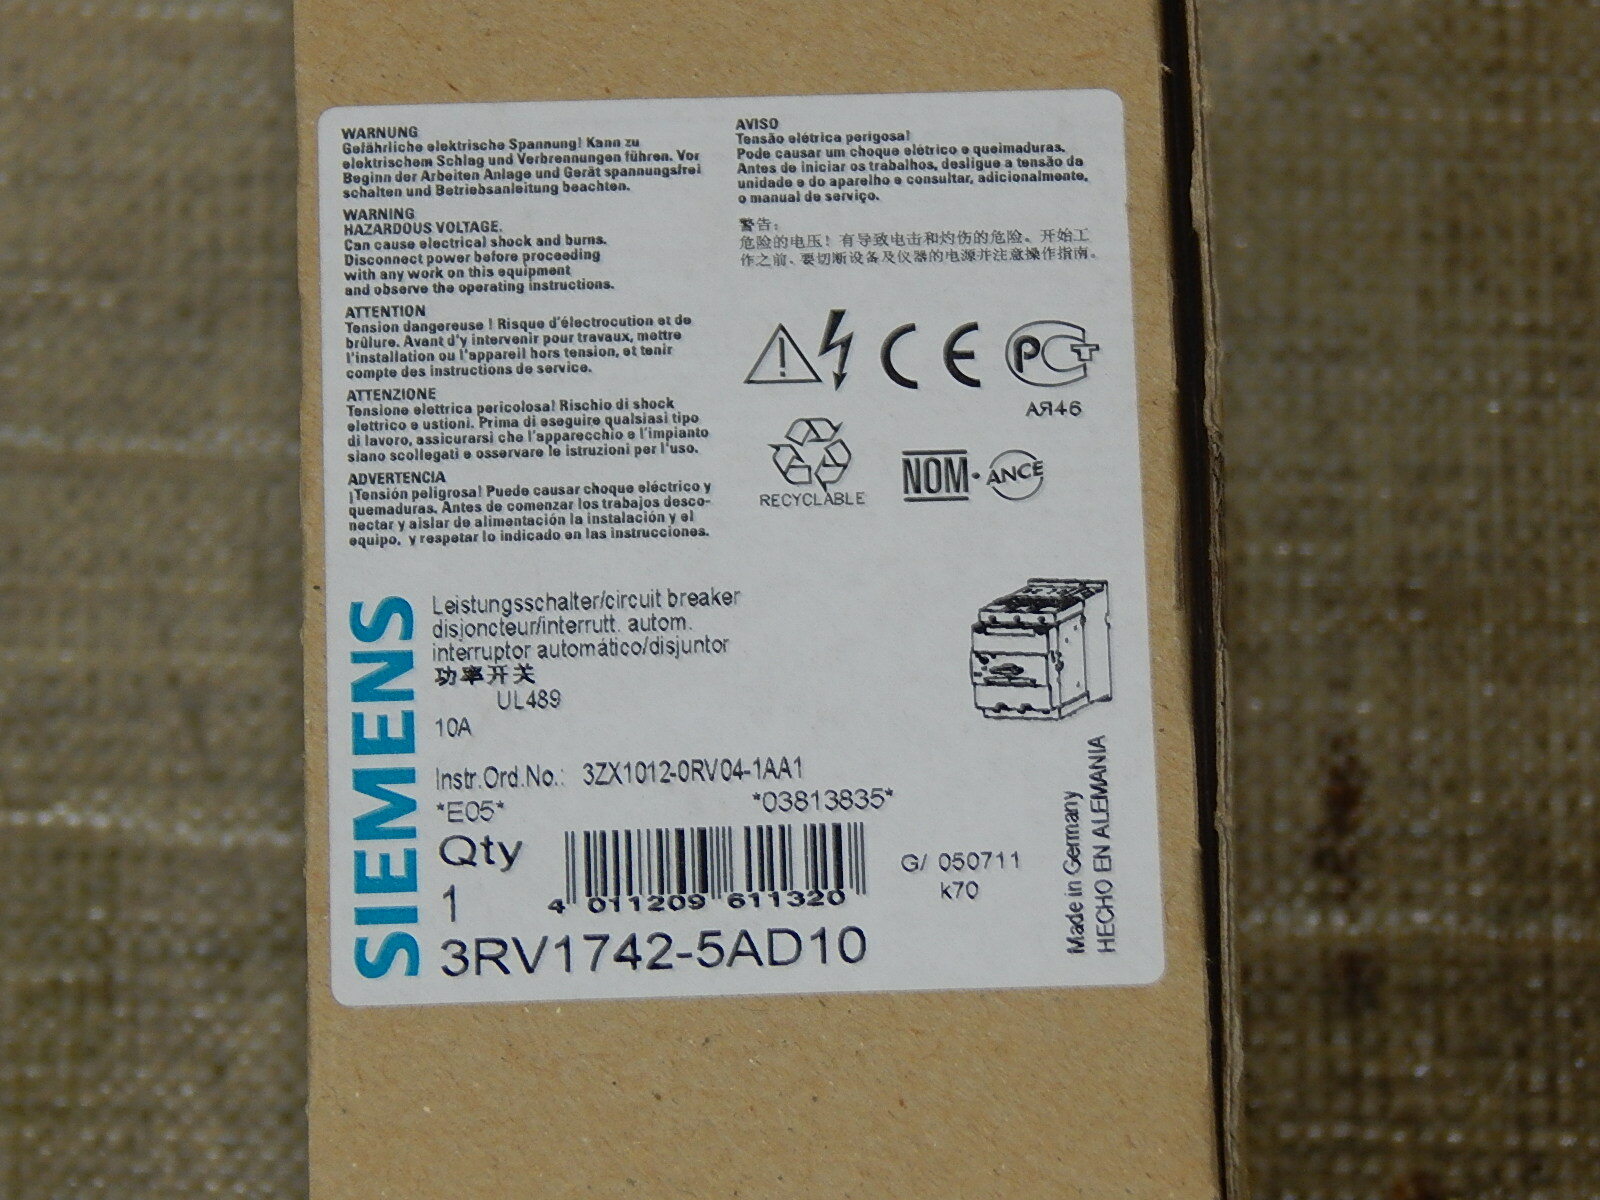 WARNUNG
Gefährliche elektrische Spannung! Kann zu
elektrischem Schlag und Verbrennungen führen. Vor
Beginn der Arbeiten Anlage und Gerät spannungsfrei
schalten und Betriebsanleitung beachten.
WARNING
HAZARDOUS VOLTAGE.
Can cause electrical shock and burns.
Disconnect power before proceeding
with any work on this equipment
and observe the operating instructions.
ATTENTION
Tension dangereuse ! Risque d'électrocution et de
brûlure. Avant d'y intervenir pour travaux, mettre
l'installation ou l'appareil hors tension, et tenir
compte des instructions de service.
ATTENZIONE
Tensione elettrica pericolosa! Rischio di shock
elettrico e ustioni. Prima di eseguire qualsiasi tipo
di lavoro, assicurarsi che l'apparecchio e l'impianto
siano scollegati e osservare le istruzioni per l'uso.
ADVERTENCIA
¡Tensión peligrosa! Puede causar choque eléctrico y
quemaduras. Antes de comenzar los trabajos desco-
nectar y aislar de alimentación la instalación y el
equipo, y respetar lo indicado en las instrucciones.
AVISO
Tensão elétrica perigosa!
Pode causar um choque elétrico e queimaduras.
Antes de iniciar os trabalhos, desligue a tensão da
unidade e do aparelho e consultar, adicionalmente,
o manual de serviço.
警告:
危险的电压! 有导致电击和灼伤的危险。开始工
作之前、要切断设备及仪器的电源并注意操作指南。
CE
PCT
АЯ46
RECYCLABLE
NOM·ANCE
SIEMENS
Leistungsschalter/circuit breaker
disjoncteur/interrutt. autom.
interruptor automático/disjuntor
功率开关
UL489
10A
Instr.Ord.No.: 3ZX1012-0RV04-1AA1
*E05* *03813835*
Qty
1
4 011209 611320
G/ 050711
k70
3RV1742-5AD10
Made in Germany
HECHO EN ALEMANIA